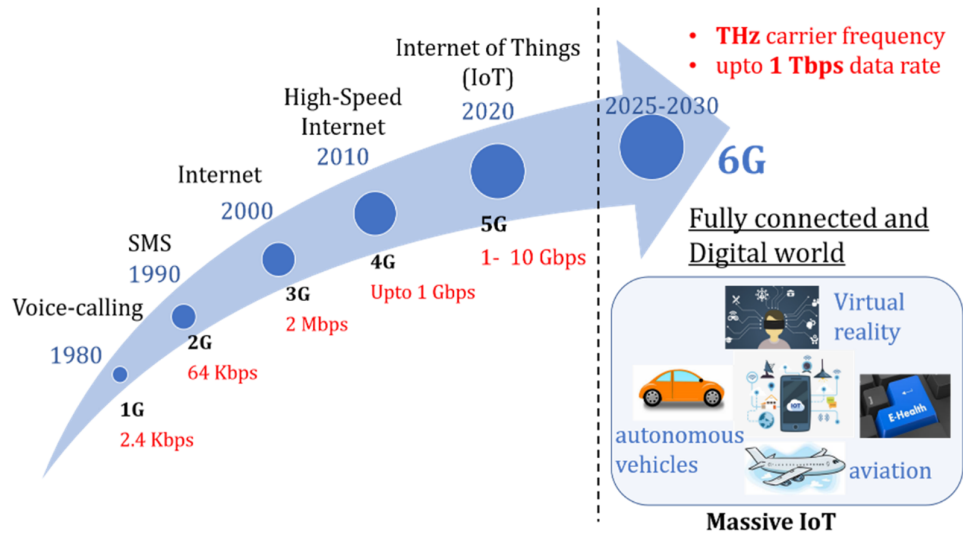 Voice-calling
1980
1G
2.4 Kbps
SMS
1990
2G
64 Kbps
Internet
2000
3G
2 Mbps
High-Speed
Internet
2010
4G
Upto 1 Gbps
Internet of Things
(IoT)
2020
5G
1- 10 Gbps
2025-2030
6G
• THz carrier frequency
• upto 1 Tbps data rate
Fully connected and
Digital world
Virtual
reality
IOT
E-Health
autonomous
vehicles
aviation
Massive IoT